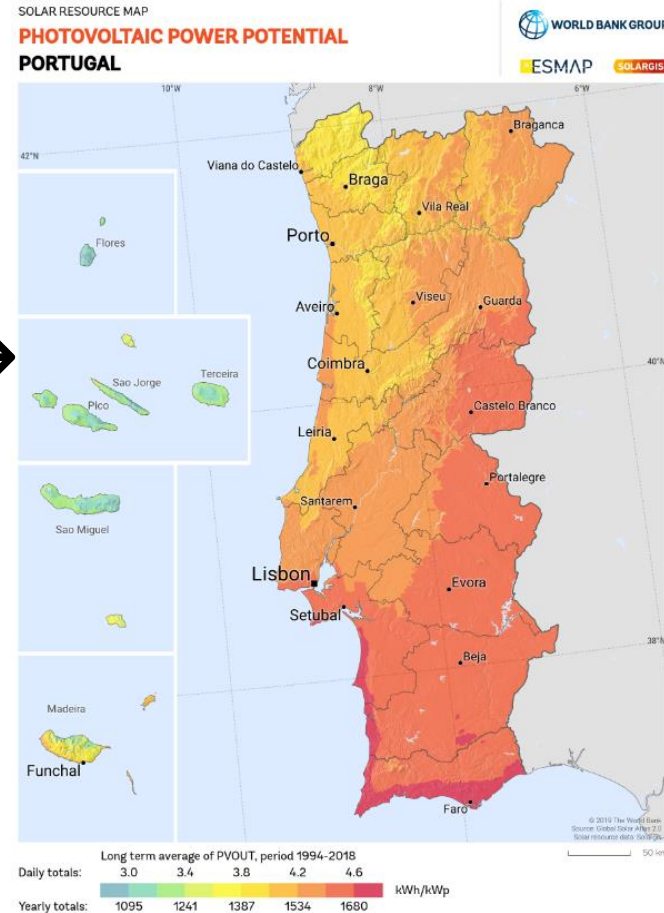 SOLAR RESOURCE MAP
PHOTOVOLTAIC POWER POTENTIAL
PORTUGAL
WORLD BANK GROUP
ESMAP
SOLARGIS
10°W
8°W
6°W
42°N
Braganca
Viana do Castelo
Braga
Vila Real
Flores
Porto
Viseu
Guarda
Aveiro
40°N
Coimbra
Terceira
Sao Jorge
Pico
Castelo Branco
Leiria
Portalegre
Santarem
Sao Miguel
Lisbon
Evora
Setubal
38°N
Beja
Madeira
Funchal
Faro
© 2019 The World Bank
Source: Global Solar Atlas 2.0
Solar resource data: Solargis
50 km
Long term average of PVOUT, period 1994-2018
Daily totals: 3.0 3.4 3.8 4.2 4.6
kWh/kWp
Yearly totals: 1095 1241 1387 1534 1680